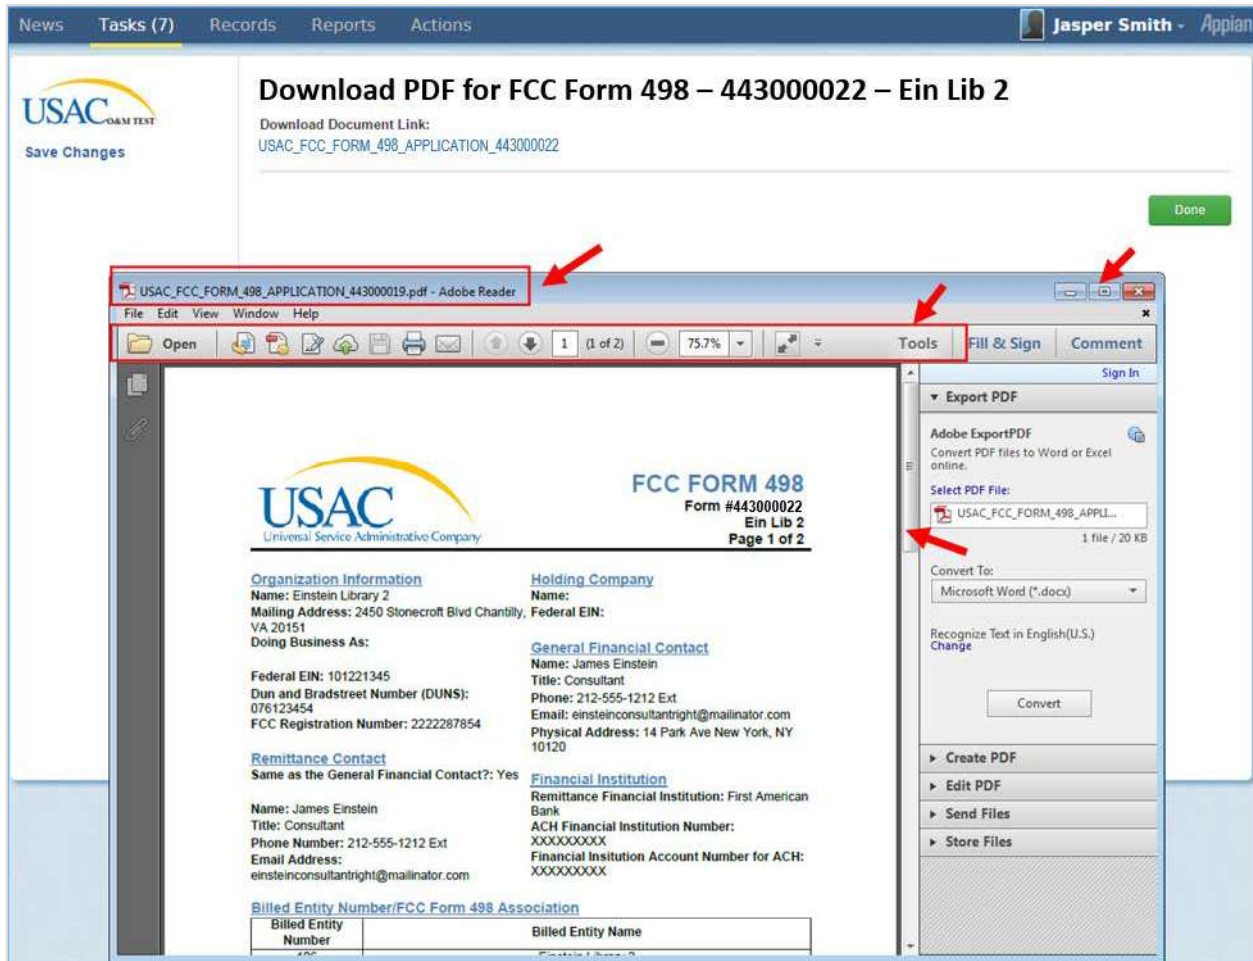 News Tasks (7) Records Reports Actions Jasper Smith - Appian
USAC O&M TEST
Save Changes
Download PDF for FCC Form 498 – 443000022 – Ein Lib 2
Download Document Link:
USAC_FCC_FORM_498_APPLICATION_443000022
Done
USAC_FCC_FORM_498_APPLICATION_443000019.pdf - Adobe Reader
File Edit View Window Help
Open 1 (1 of 2) 75.7% Tools Fill & Sign Comment
Sign In
Export PDF
Adobe ExportPDF
Convert PDF files to Word or Excel
online.
Select PDF File:
USAC_FCC_FORM_498_APPLI...
1 file / 20 KB
Convert To:
Microsoft Word (*.docx)
Recognize Text in English(U.S.)
Change
Convert
Create PDF
Edit PDF
Send Files
Store Files
USAC
Universal Service Administrative Company
FCC FORM 498
Form #443000022
Ein Lib 2
Page 1 of 2
Organization Information
Name: Einstein Library 2
Mailing Address: 2450 Stonecroft Blvd Chantilly,
VA 20151
Doing Business As:
Federal EIN: 101221345
Dun and Bradstreet Number (DUNS):
076123454
FCC Registration Number: 2222287854
Remittance Contact
Same as the General Financial Contact?: Yes
Name: James Einstein
Title: Consultant
Phone Number: 212-555-1212 Ext
Email Address:
einsteinconsultantright@mailinator.com
Holding Company
Name:
Federal EIN:
General Financial Contact
Name: James Einstein
Title: Consultant
Phone: 212-555-1212 Ext
Email: einsteinconsultantright@mailinator.com
Physical Address: 14 Park Ave New York, NY
10120
Financial Institution
Remittance Financial Institution: First American
Bank
ACH Financial Institution Number:
XXXXXXXXX
Financial Insitution Account Number for ACH:
XXXXXXXXX
Billed Entity Number/FCC Form 498 Association
Billed Entity
Number
Billed Entity Name